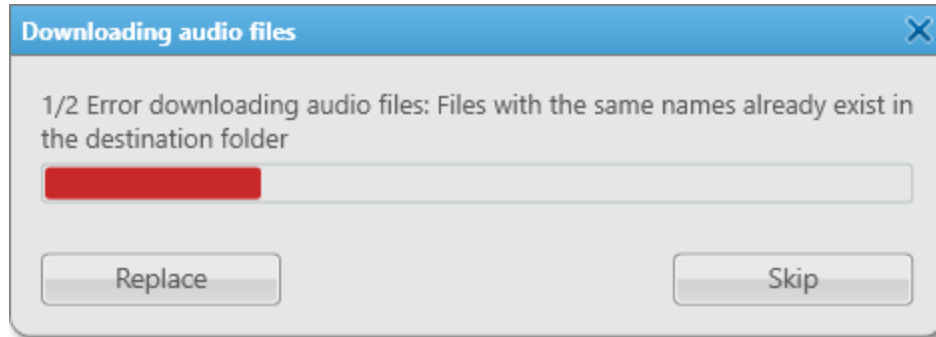 Downloading audio files
1/2 Error downloading audio files: Files with the same names already exist in
the destination folder
Replace
Skip